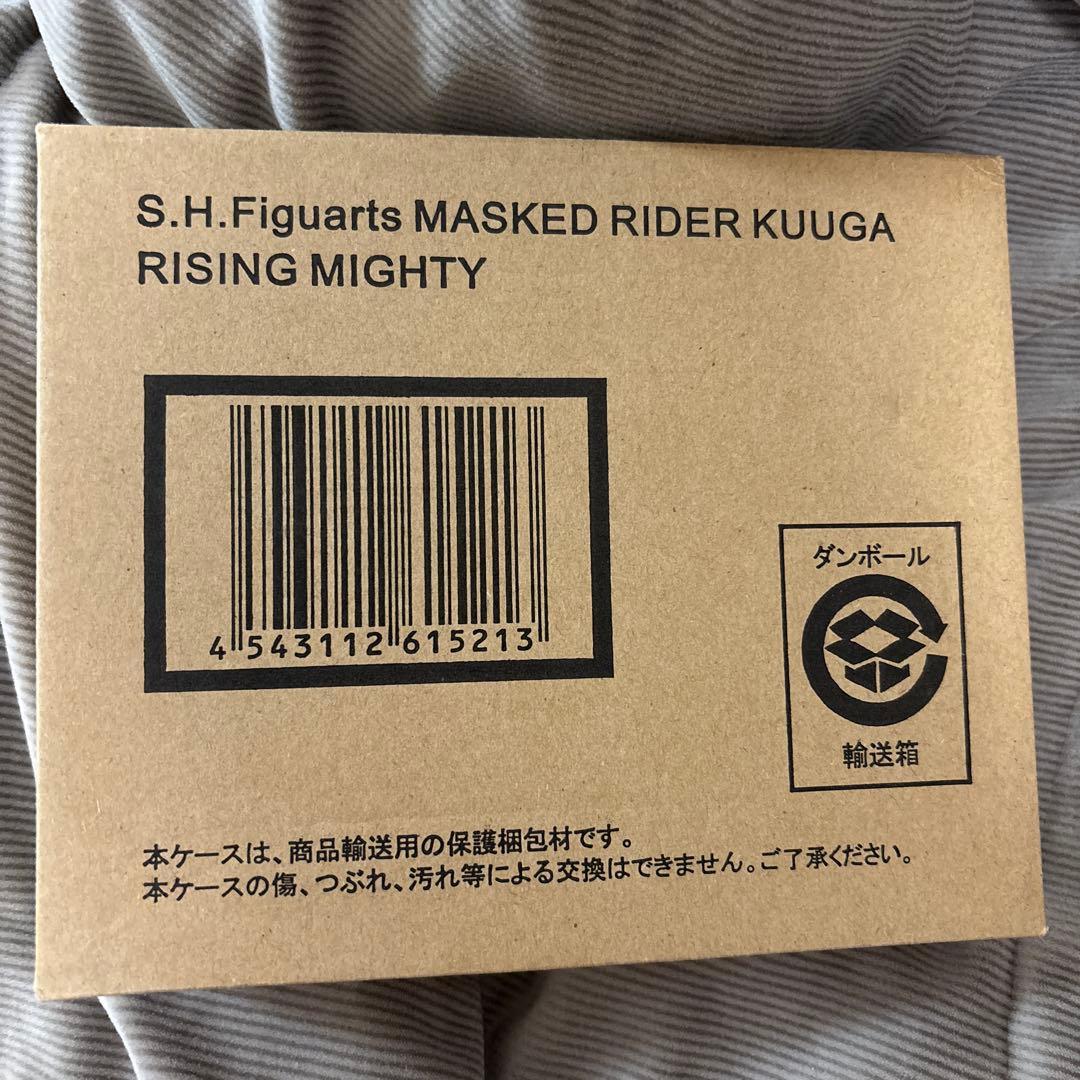 S.H.Figuarts MASKED RIDER KUUGA
RISING MIGHTY
4 543112 615213
ダンボール
輸送箱
本ケースは、商品輸送用の保護梱包材です。
本ケースの傷、つぶれ、汚れ等による交換はできません。ご了承ください。